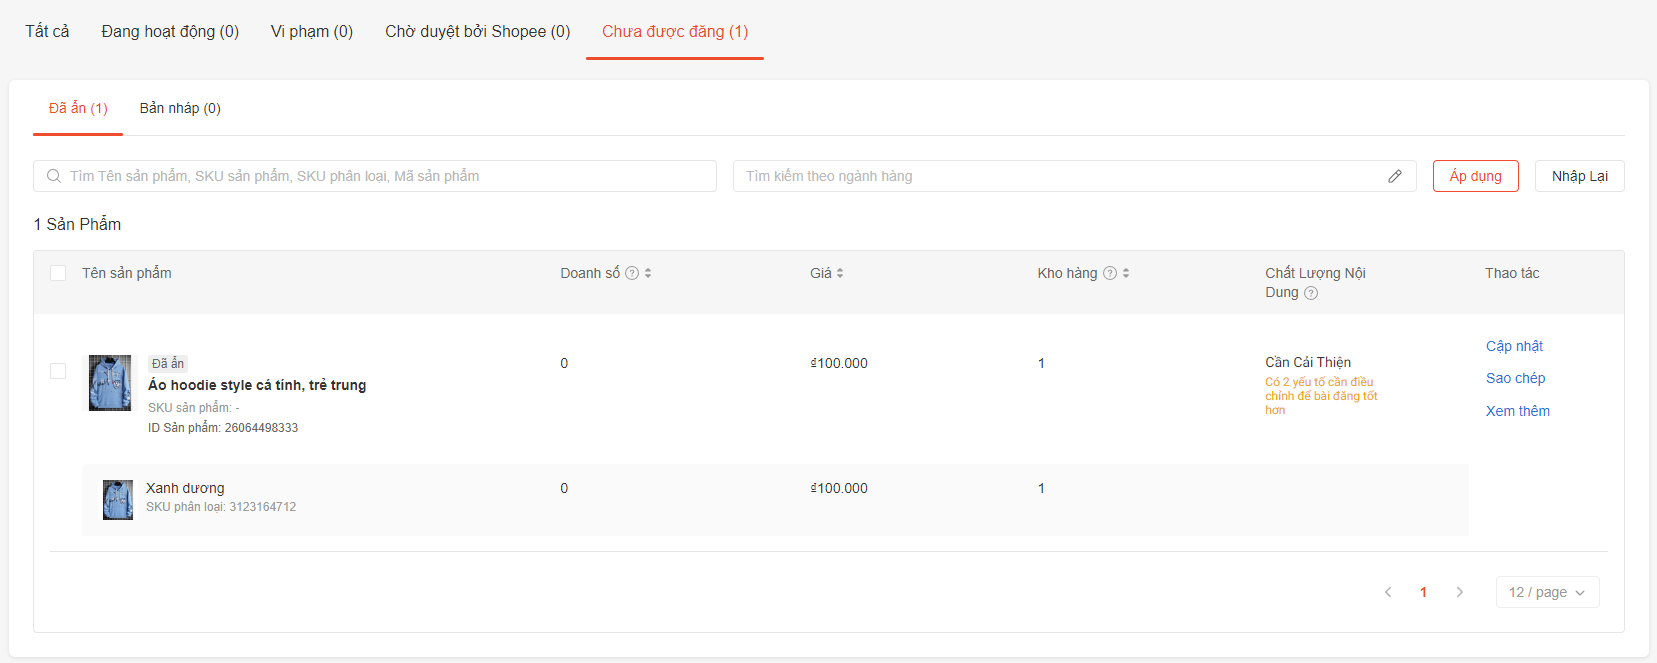 Tất cả
Đang hoạt động (0)
Vi phạm (0)
Chờ duyệt bởi Shopee (0)
Chưa được đăng (1)
Đã ẩn (1)
Bản nháp (0)
Tìm Tên sản phẩm, SKU sản phẩm, SKU phân loại, Mã sản phẩm
Tìm kiếm theo ngành hàng
Áp dụng
Nhập Lại
1 Sản Phẩm
Tên sản phẩm
Doanh số
Giá
Kho hàng
Chất Lượng Nội
Dung
Thao tác
Đã ẩn
Áo hoodie style cá tính, trẻ trung
SKU sản phẩm: -
ID Sản phẩm: 26064498333
0
₫100.000
1
Cần Cải Thiện
Có 2 yếu tố cần điều
chỉnh để bài đăng tốt
hơn
Cập nhật
Sao chép
Xem thêm
Xanh dương
SKU phân loại: 3123164712
0
₫100.000
1
1
12 / page